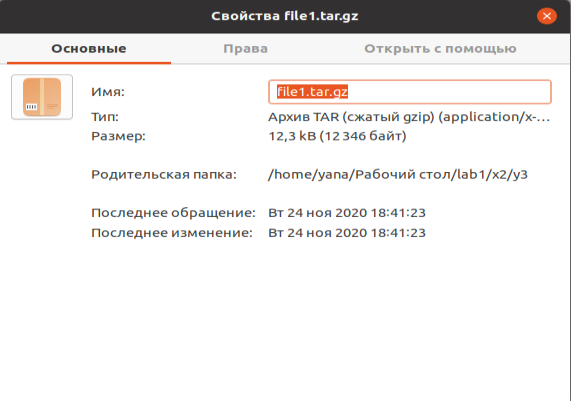 Свойства file1.tar.gz
Основные Права Открыть с помощью
Имя: file1.tar.gz
Тип: Архив TAR (сжатый gzip) (application/x-...
Размер: 12,3 kB (12 346 байт)
Родительская папка: /home/yana/Рабочий стол/lab1/x2/y3
Последнее обращение: Вт 24 ноя 2020 18:41:23
Последнее изменение: Вт 24 ноя 2020 18:41:23